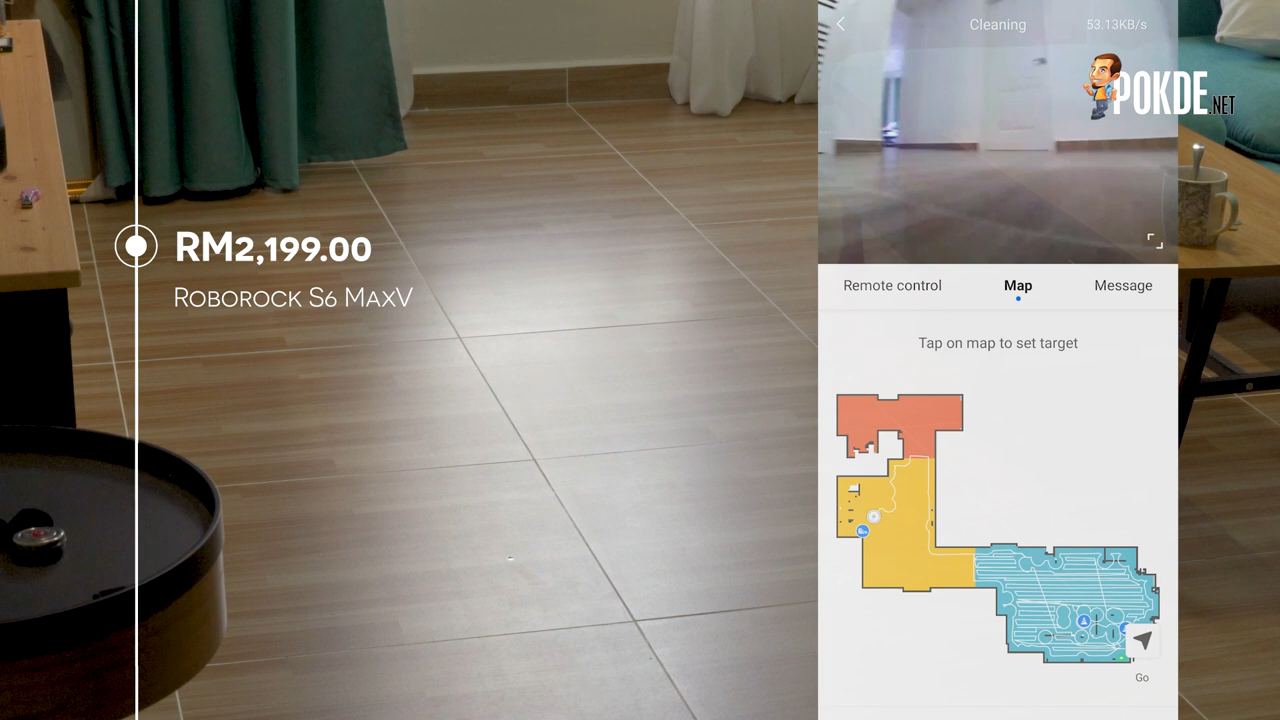 RM2,199.00
Roborock S6 MaxV
Cleaning
53.13KB/s
POKDE.NET
Remote control
Map
Message
Tap on map to set target
Go